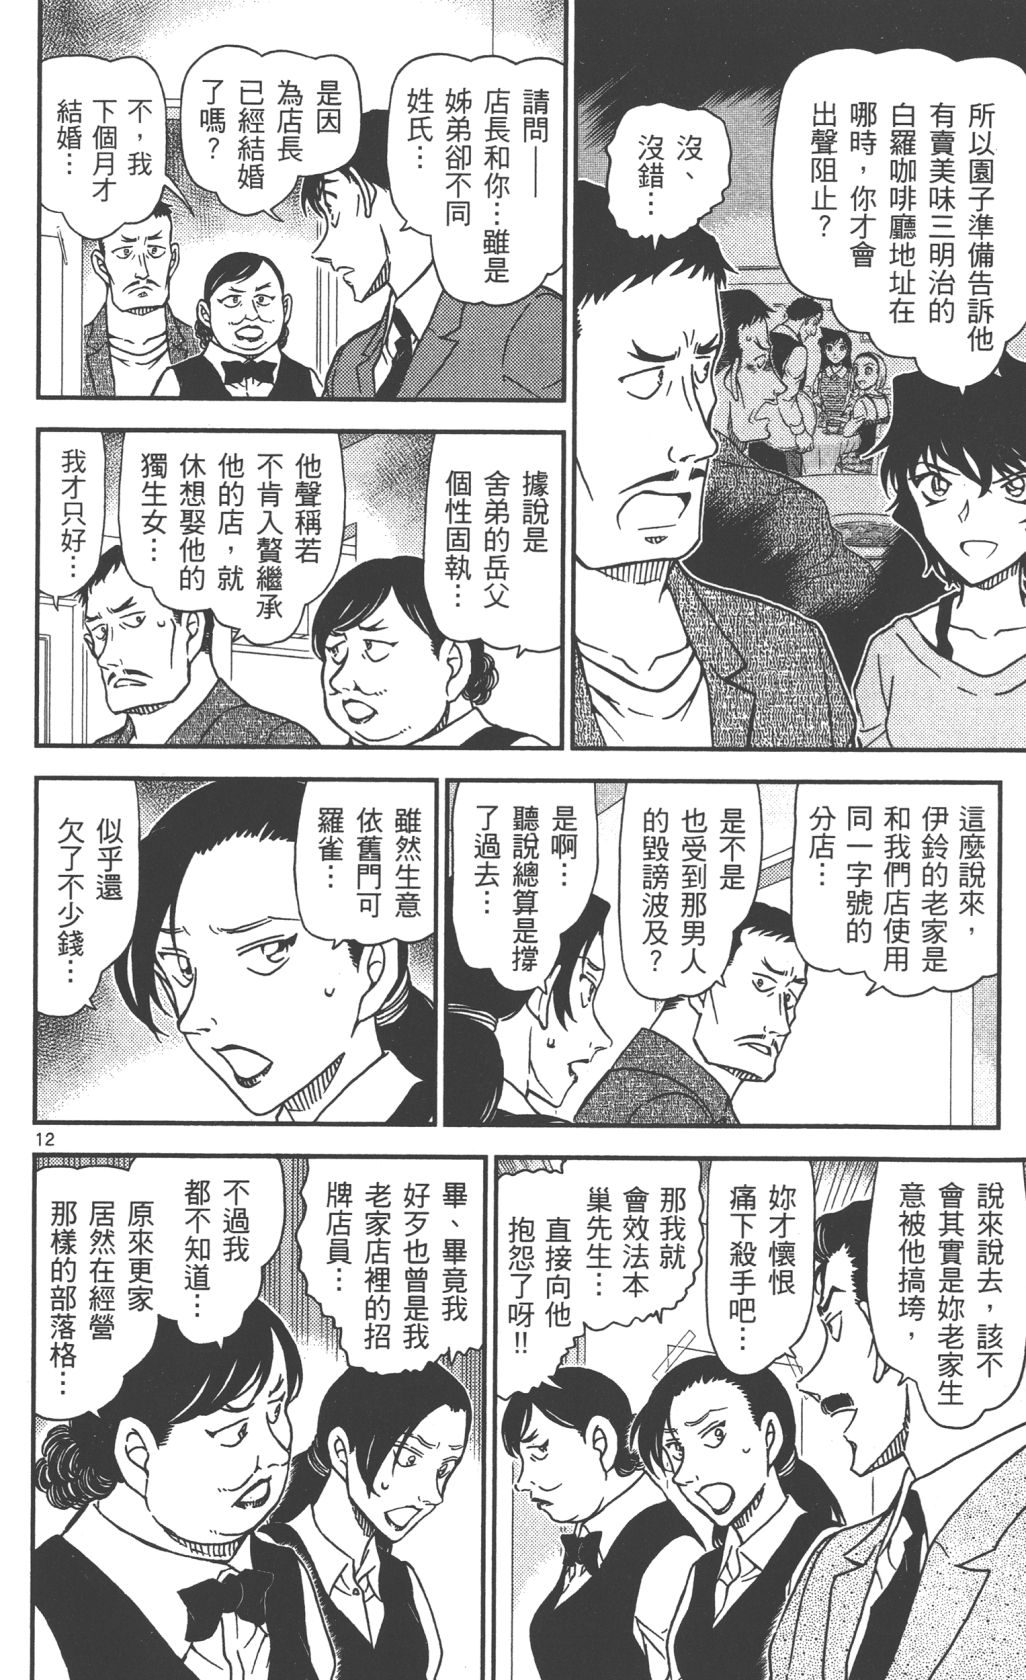 所以園子準備告訴他
有賣美味三明治的
白羅咖啡廳地址在
哪時，你才會
出聲阻止？
沒、
沒錯…
請問——
店長和你…雖是
姊弟卻不同
姓氏…
是因
為店長
已經結婚
了嗎？
不，我
下個月才
結婚…
據說是
舍弟的岳父
個性固執…
他聲稱若
不肯入贅繼承
他的店，就
休想娶他的
獨生女…
我才只好…
這麼說來，
伊鈴的老家是
和我們店使用
同一字號的
分店…
是不是
也受到那男人
的毀謗波及？
是啊…
聽說總算是撐
了過去…
雖然生意
依舊門可
羅雀…
似乎還
欠了不少錢…
12
說來說去，該不
會其實是妳老家生
意被他搞垮，
妳才懷恨
痛下殺手吧…
那我就
會效法本
巢先生…
直接向他
抱怨了呀!!
畢、畢竟我
好歹也曾是我
老家店裡的招
牌店員…
不過我
都不知道…
原來更家
居然在經營
那樣的部落格…